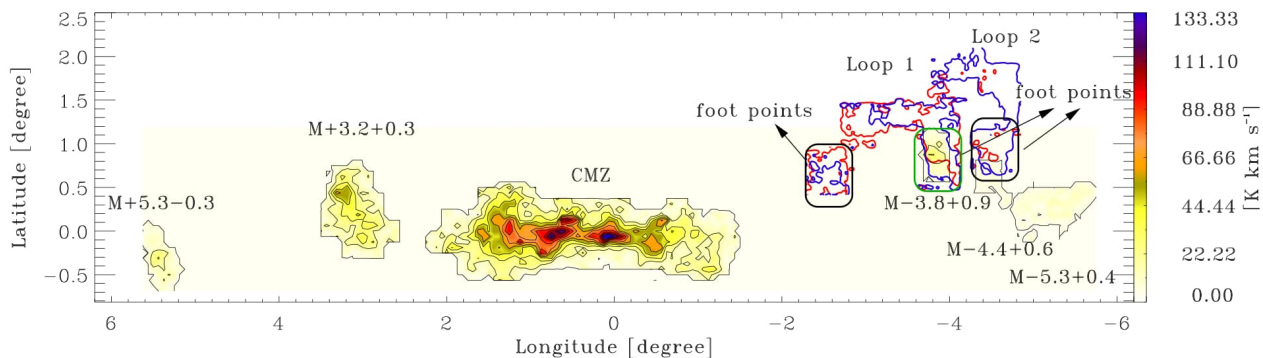 2.5
2.0
1.5
1.0
0.5
0.0
−0.5
Latitude [degree]
6
4
2
0
−2
−4
−6
Longitude [degree]
M+5.3−0.3
M+3.2+0.3
CMZ
foot points
Loop 1
Loop 2
foot points
M−3.8+0.9
M−4.4+0.6
M−5.3+0.4
133.33
111.10
88.88
66.66
44.44
22.22
0.00
[K km s⁻¹]